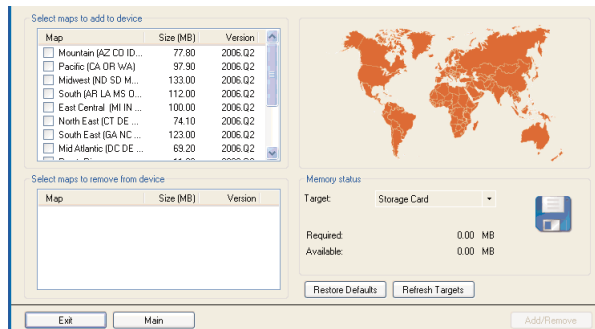 Select maps to add to device
Map Size (MB) Version
Mountain (AZ CO ID... 77.80 2006.Q2
Pacific (CA OR WA) 97.90 2006.Q2
Midwest (ND SD M... 133.00 2006.Q2
South (AR LA MS O... 112.00 2006.Q2
East Central (MI IN ... 100.00 2006.Q2
North East (CT DE ... 74.10 2006.Q2
South East (GA NC ... 123.00 2006.Q2
Mid Atlantic (DC DE ... 69.20 2006.Q2
Select maps to remove from device
Map Size (MB) Version
Memory status
Target: Storage Card
Required: 0.00 MB
Available: 0.00 MB
Restore Defaults Refresh Targets
Exit Main Add/Remove